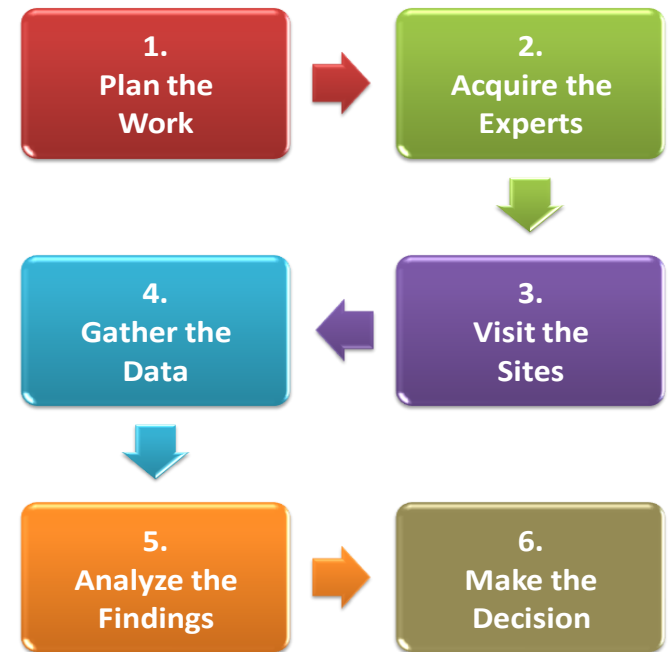 1.
Plan the
Work
2.
Acquire the
Experts
3.
Visit the
Sites
4.
Gather the
Data
5.
Analyze the
Findings
6.
Make the
Decision